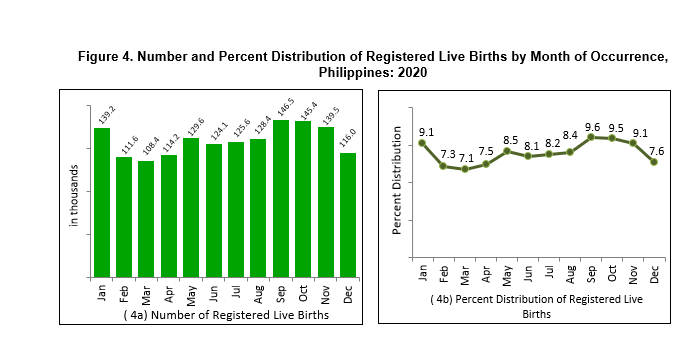 Figure 4. Number and Percent Distribution of Registered Live Births by Month of Occurrence,
Philippines: 2020
in thousands
139.2
111.6
108.4
114.2
129.6
124.1
125.6
128.4
146.5
145.4
139.5
116.0
Jan
Feb
Mar
Apr
May
Jun
Jul
Aug
Sep
Oct
Nov
Dec
( 4a) Number of Registered Live Births
Percent Distribution
9.1
7.3
7.1
7.5
8.5
8.1
8.2
8.4
9.6
9.5
9.1
7.6
Jan
Feb
Mar
Apr
May
Jun
Jul
Aug
Sep
Oct
Nov
Dec
( 4b) Percent Distribution of Registered Live
Births